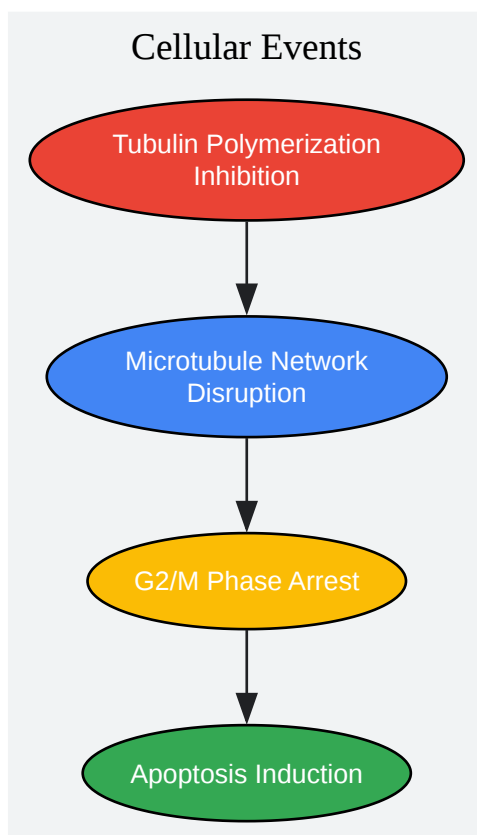 Cellular Events
Tubulin Polymerization
Inhibition
Microtubule Network
Disruption
G2/M Phase Arrest
Apoptosis Induction